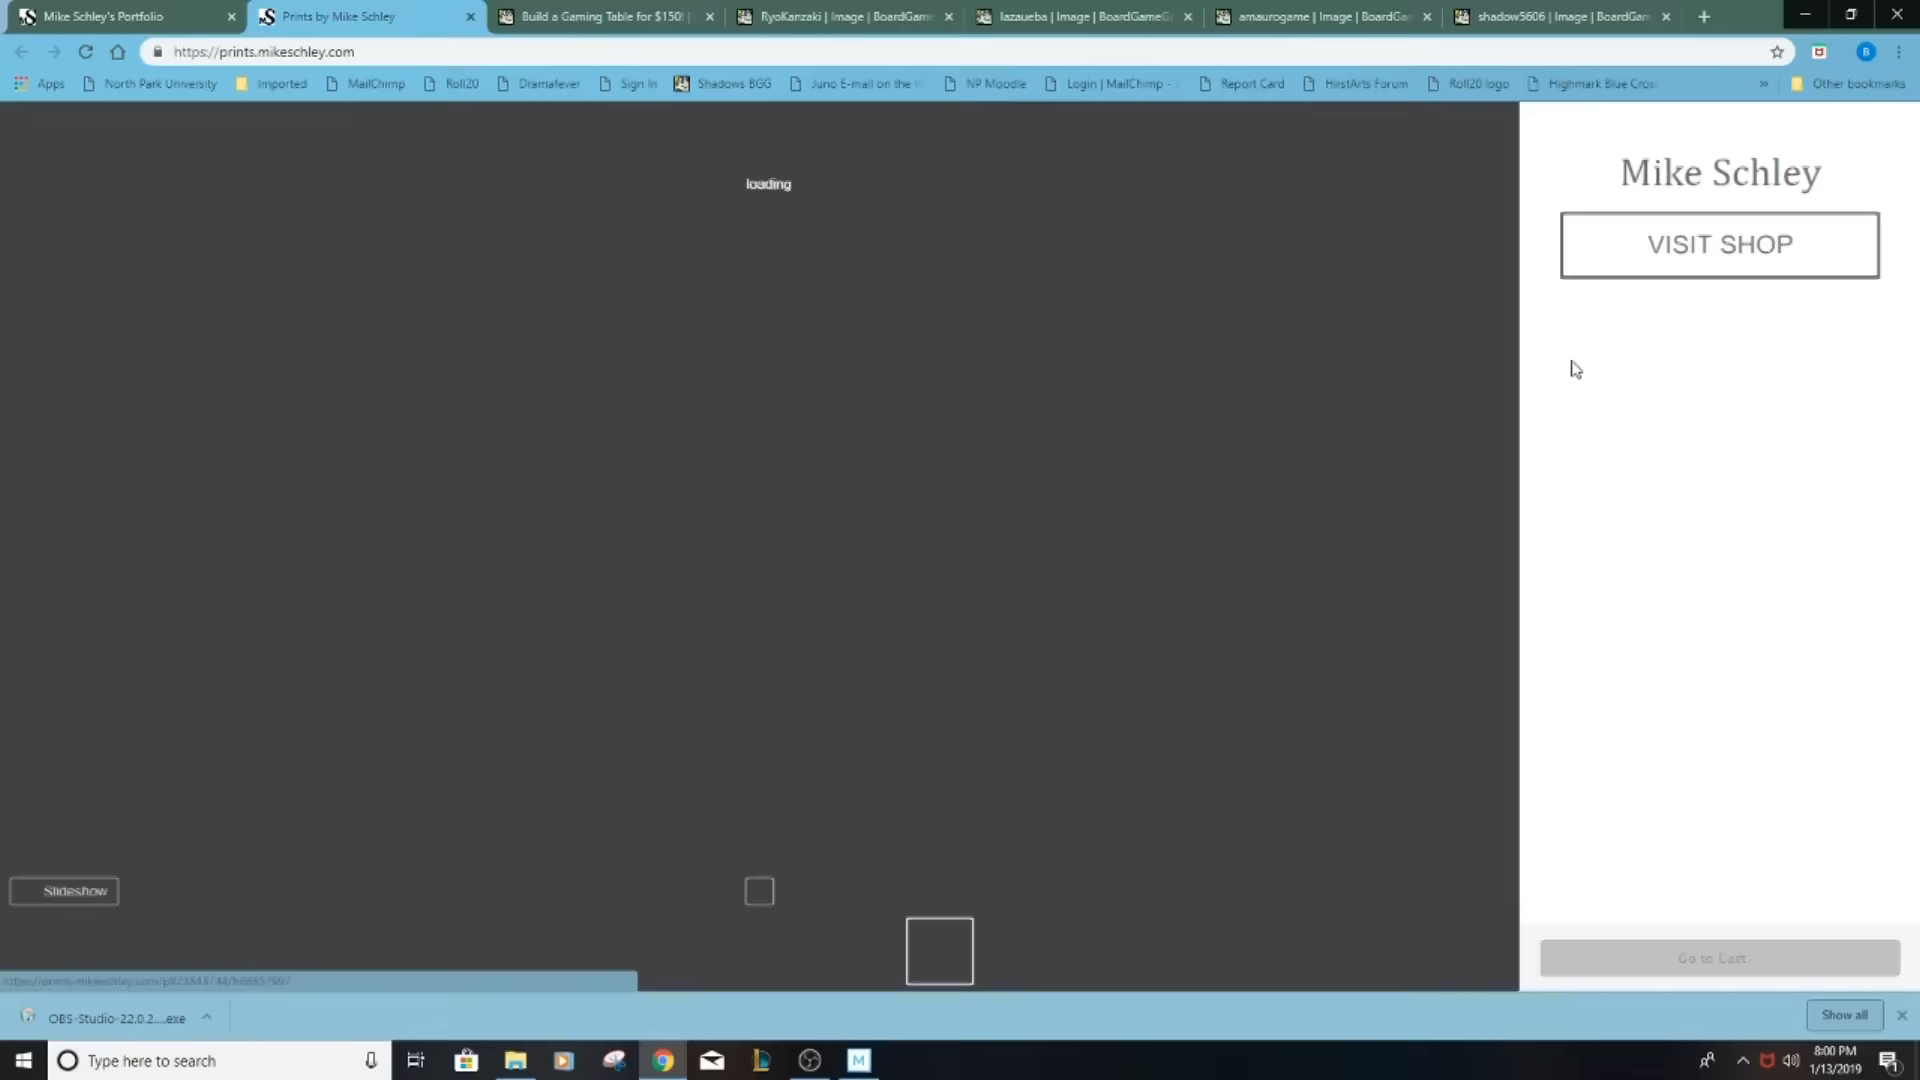 Mike Schley's Portfolio
Prints by Mike Schley
Build a Gaming Table for $150! |
RyoKanzaki | Image | BoardGame
lazaueba | Image | BoardGameG
amaurogame | Image | BoardGa
shadow5606 | Image | BoardGam
https://prints.mikeschley.com
B
Apps
North Park University
Imported
MailChimp
Roll20
Dramafever
Sign In
Shadows BGG
Juno E-mail on the W
NP Moodle
Login | MailChimp -
Report Card
HirstArts Forum
Roll20 logo
Highmark Blue Cros
»
Other bookmarks
loading
Mike Schley
VISIT SHOP
Slideshow
Go to Cart
OBS-Studio-22.0.2....exe
Show all
Type here to search
M
8:00 PM
1/13/2019
1